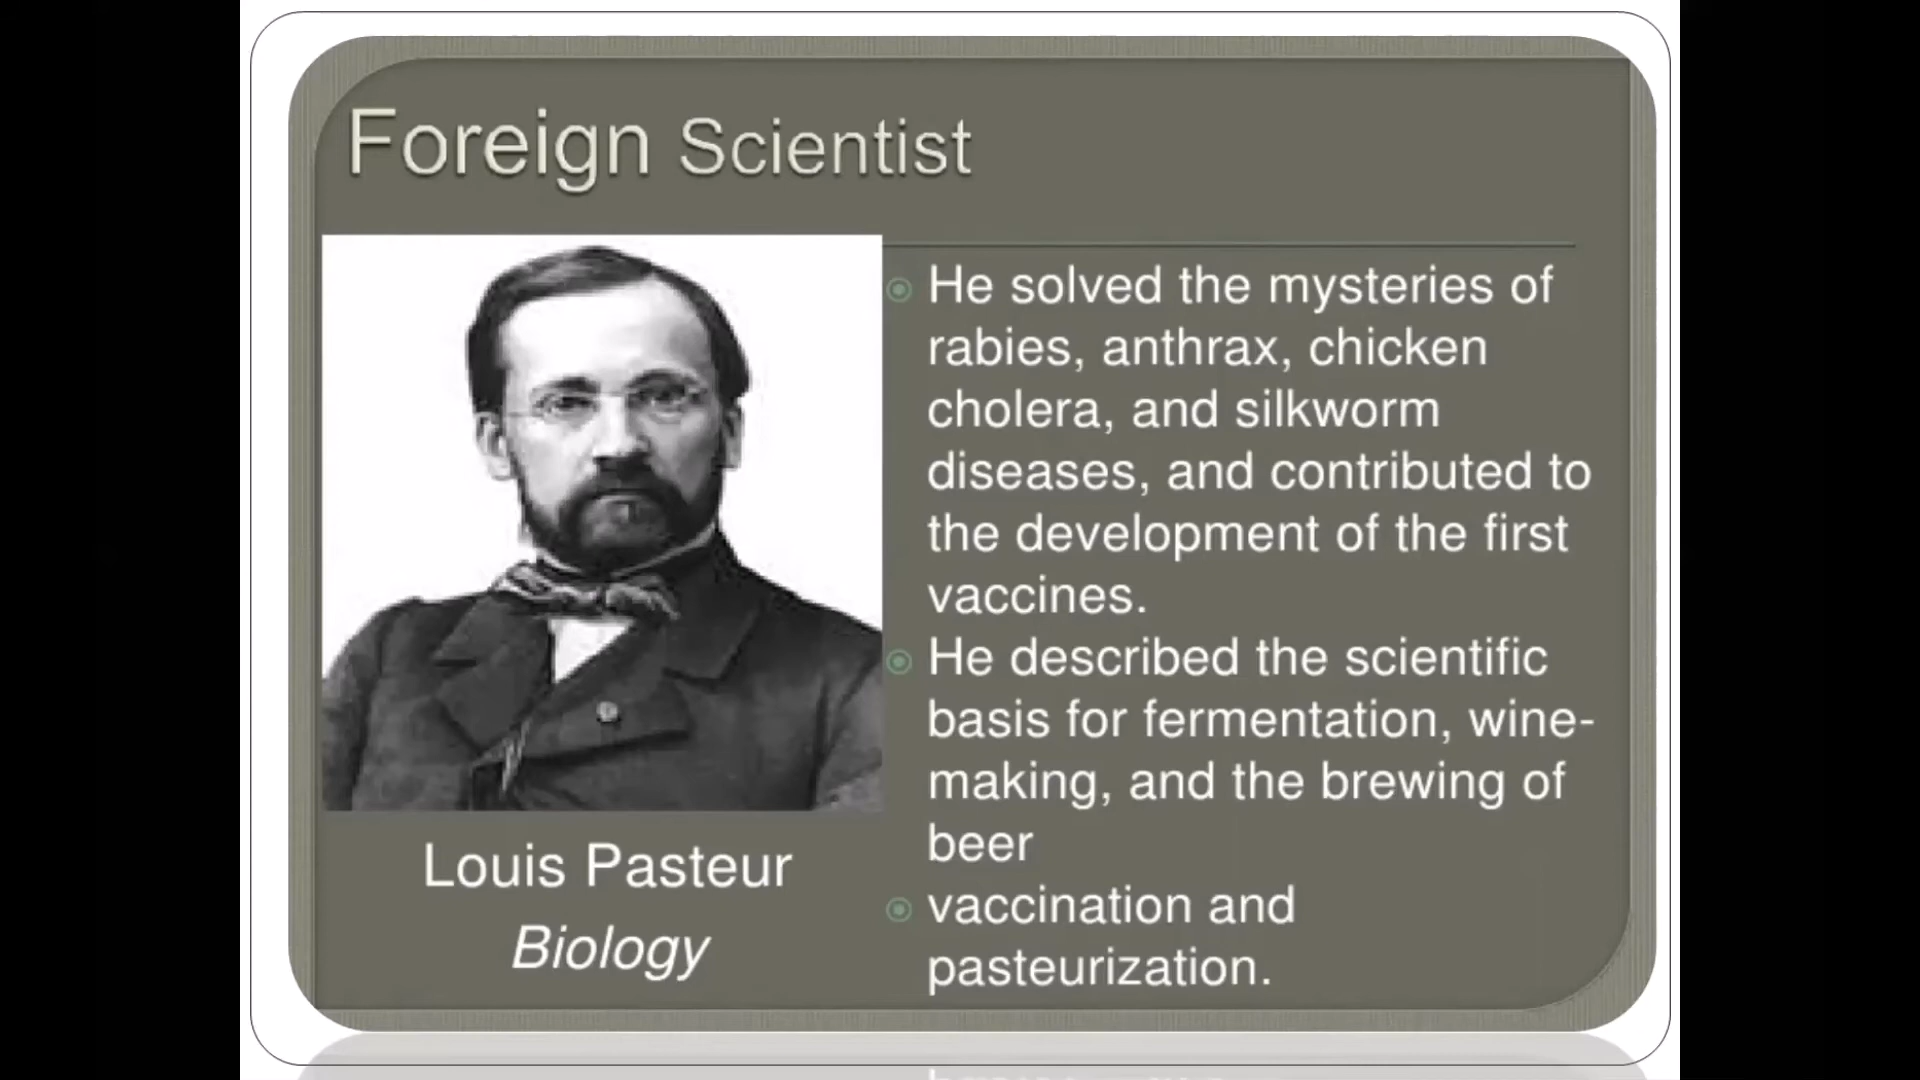 Foreign Scientist
He solved the mysteries of
rabies, anthrax, chicken
cholera, and silkworm
diseases, and contributed to
the development of the first
vaccines.
He described the scientific
basis for fermentation, wine-
making, and the brewing of
beer
vaccination and
pasteurization.
Louis Pasteur
Biology